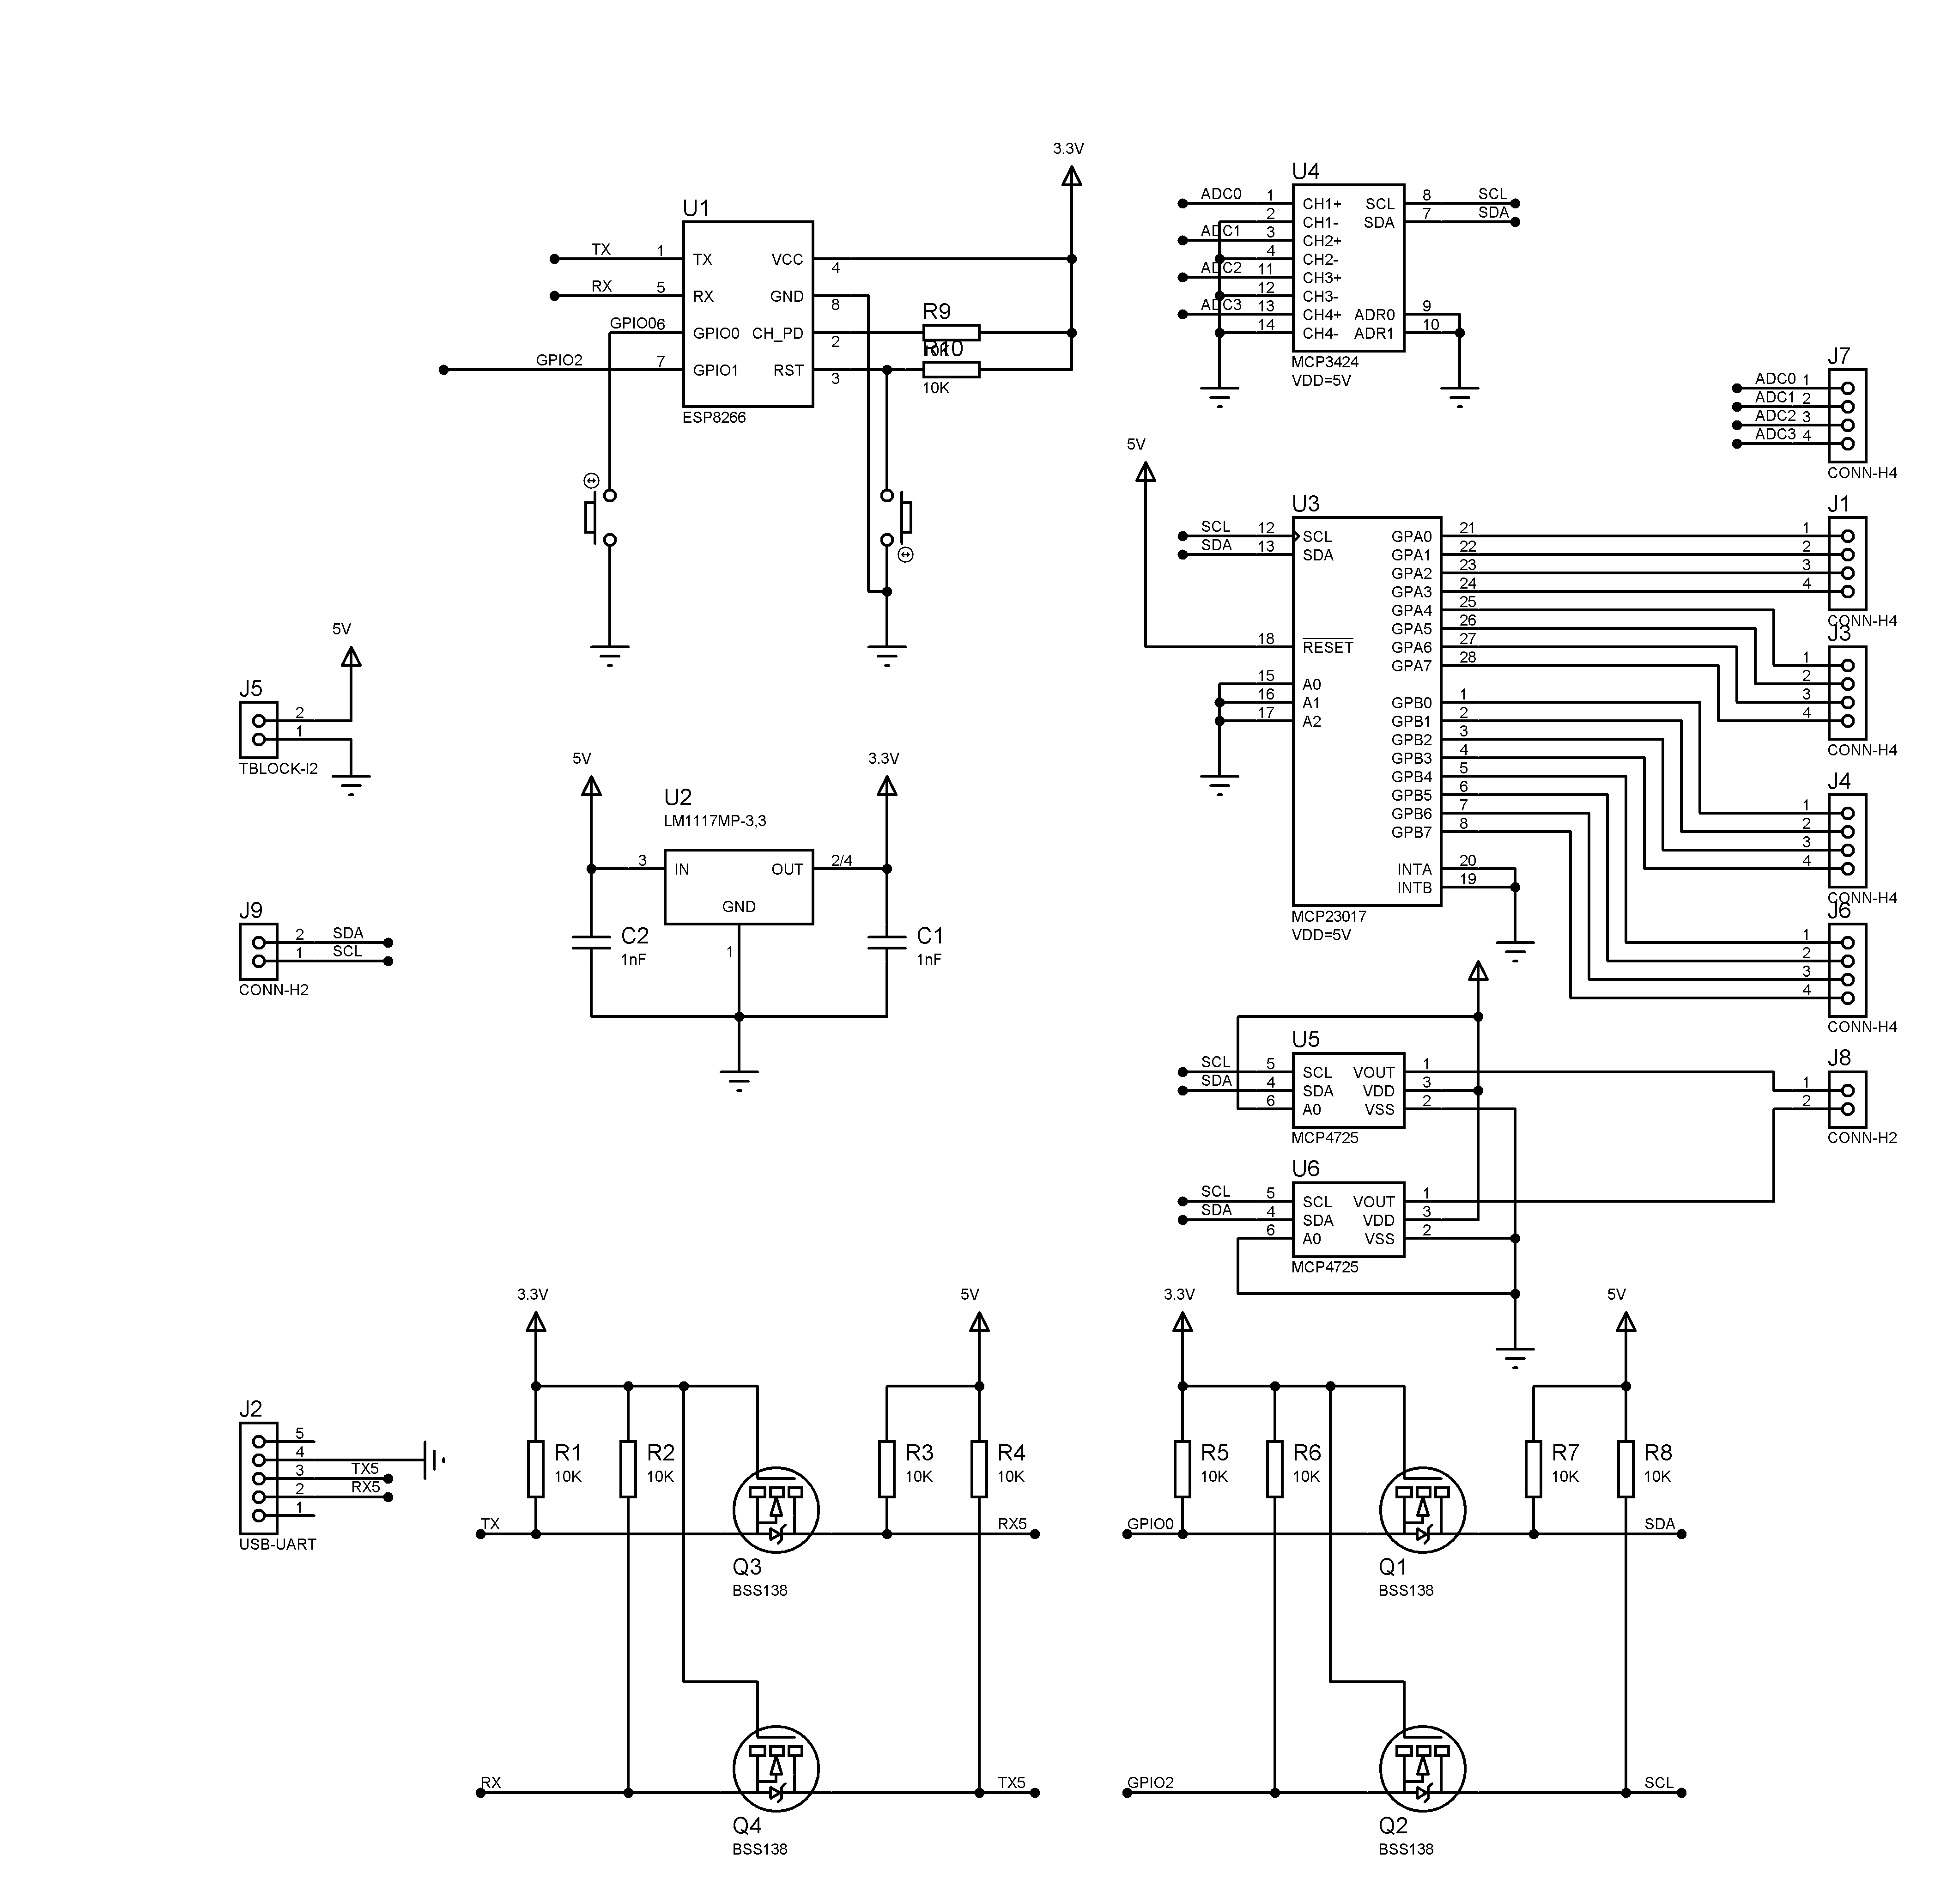 3.3V
U1
TX 1 TX VCC 4
RX 5 RX GND 8
GPIO0 6 GPIO0 CH_PD 2
R9
10K
GPIO2 7 GPIO1 RST 3
R10
10K
ESP8266
U4
ADC0 1 CH1+ SCL 8 SCL
2 CH1- SDA 7 SDA
ADC1 3 CH2+
4 CH2-
ADC2 11 CH3+
12 CH3-
ADC3 13 CH4+ ADR0 9
14 CH4- ADR1 10
MCP3424
VDD=5V
J7
ADC0 1
ADC1 2
ADC2 3
ADC3 4
CONN-H4
5V
U3
SCL 12 SCL GPA0 21
SDA 13 SDA GPA1 22
GPA2 23
GPA3 24
GPA4 25
GPA5 26
18 RESET GPA6 27
GPA7 28
15 A0
16 A1 GPB0 1
17 A2 GPB1 2
GPB2 3
GPB3 4
GPB4 5
GPB5 6
GPB6 7
GPB7 8
INTA 20
INTB 19
MCP23017
VDD=5V
J1
1
2
3
4
CONN-H4
J3
1
2
3
4
CONN-H4
J4
1
2
3
4
CONN-H4
J6
1
2
3
4
CONN-H4
5V
J5
2
1
TBLOCK-I2
5V
3.3V
U2
LM1117MP-3,3
3 IN OUT 2/4
GND
1
C2
1nF
C1
1nF
J9
2 SDA
1 SCL
CONN-H2
U5
SCL 5 SCL VOUT 1
SDA 4 SDA VDD 3
6 A0 VSS 2
MCP4725
J8
1
2
CONN-H2
U6
SCL 5 SCL VOUT 1
SDA 4 SDA VDD 3
6 A0 VSS 2
MCP4725
J2
5
4
3 TX5
2 RX5
1
USB-UART
3.3V
5V
R1
10K
R2
10K
R3
10K
R4
10K
TX
RX5
Q3
BSS138
RX
TX5
Q4
BSS138
3.3V
5V
R5
10K
R6
10K
R7
10K
R8
10K
GPIO0
SDA
Q1
BSS138
GPIO2
SCL
Q2
BSS138